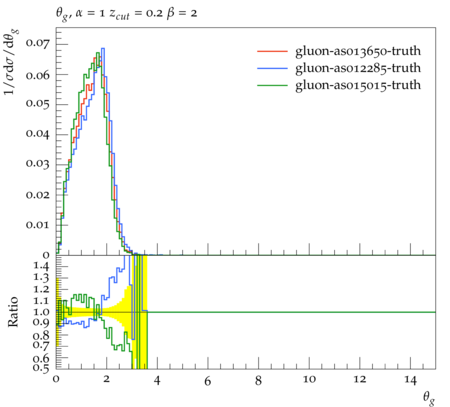 θg, α = 1 zcut = 0.2 β = 2
1/σ dσ/dθg
0.07
0.06
0.05
0.04
0.03
0.02
0.01
0
gluon-as013650-truth
gluon-as012285-truth
gluon-as015015-truth
Ratio
1.4
1.3
1.2
1.1
1.0
0.9
0.8
0.7
0.6
0.5
0 2 4 6 8 10 12 14
θg